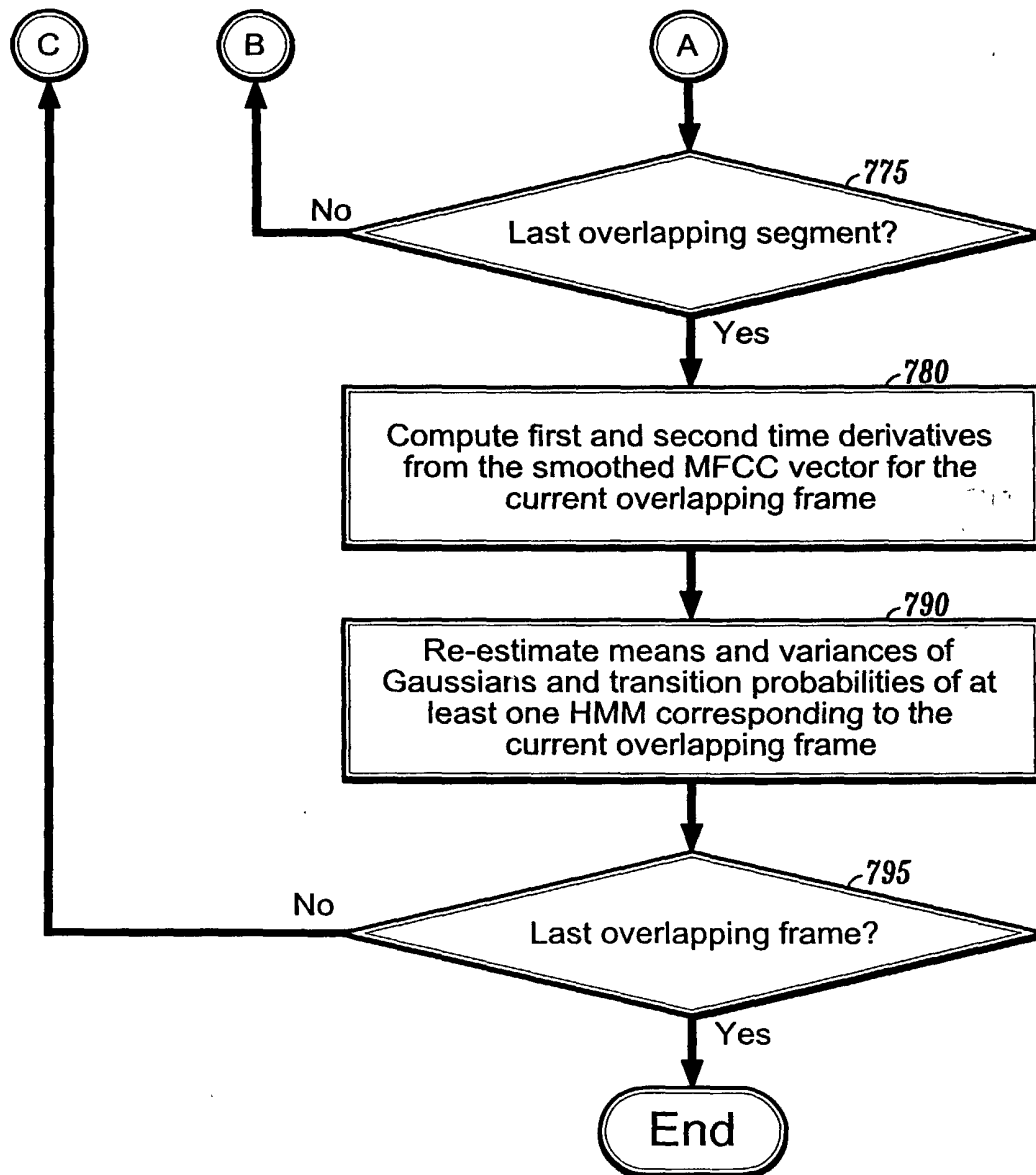 C
B
A
775
No
Last overlapping segment?
Yes
780
Compute first and second time derivatives
from the smoothed MFCC vector for the
current overlapping frame
790
Re-estimate means and variances of
Gaussians and transition probabilities of at
least one HMM corresponding to the
current overlapping frame
795
No
Last overlapping frame?
Yes
End